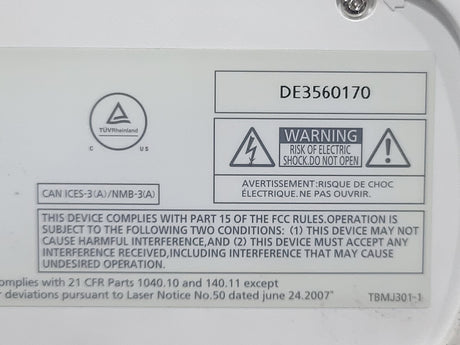 DE3560170
TÜVRheinland
C US
WARNING
RISK OF ELECTRIC
SHOCK.DO NOT OPEN
CAN ICES-3(A)/NMB-3(A)
AVERTISSEMENT:RISQUE DE CHOC
ÉLECTRIQUE. NE PAS OUVRIR.
THIS DEVICE COMPLIES WITH PART 15 OF THE FCC RULES.OPERATION IS
SUBJECT TO THE FOLLOWING TWO CONDITIONS: (1) THIS DEVICE MAY NOT
CAUSE HARMFUL INTERFERENCE,AND (2) THIS DEVICE MUST ACCEPT ANY
INTERFERENCE RECEIVED,INCLUDING INTERFERENCE THAT MAY CAUSE
UNDESIRED OPERATION.
omplies with 21 CFR Parts 1040.10 and 140.11 except
r deviations pursuant to Laser Notice No.50 dated june 24.2007"
TBMJ301-1